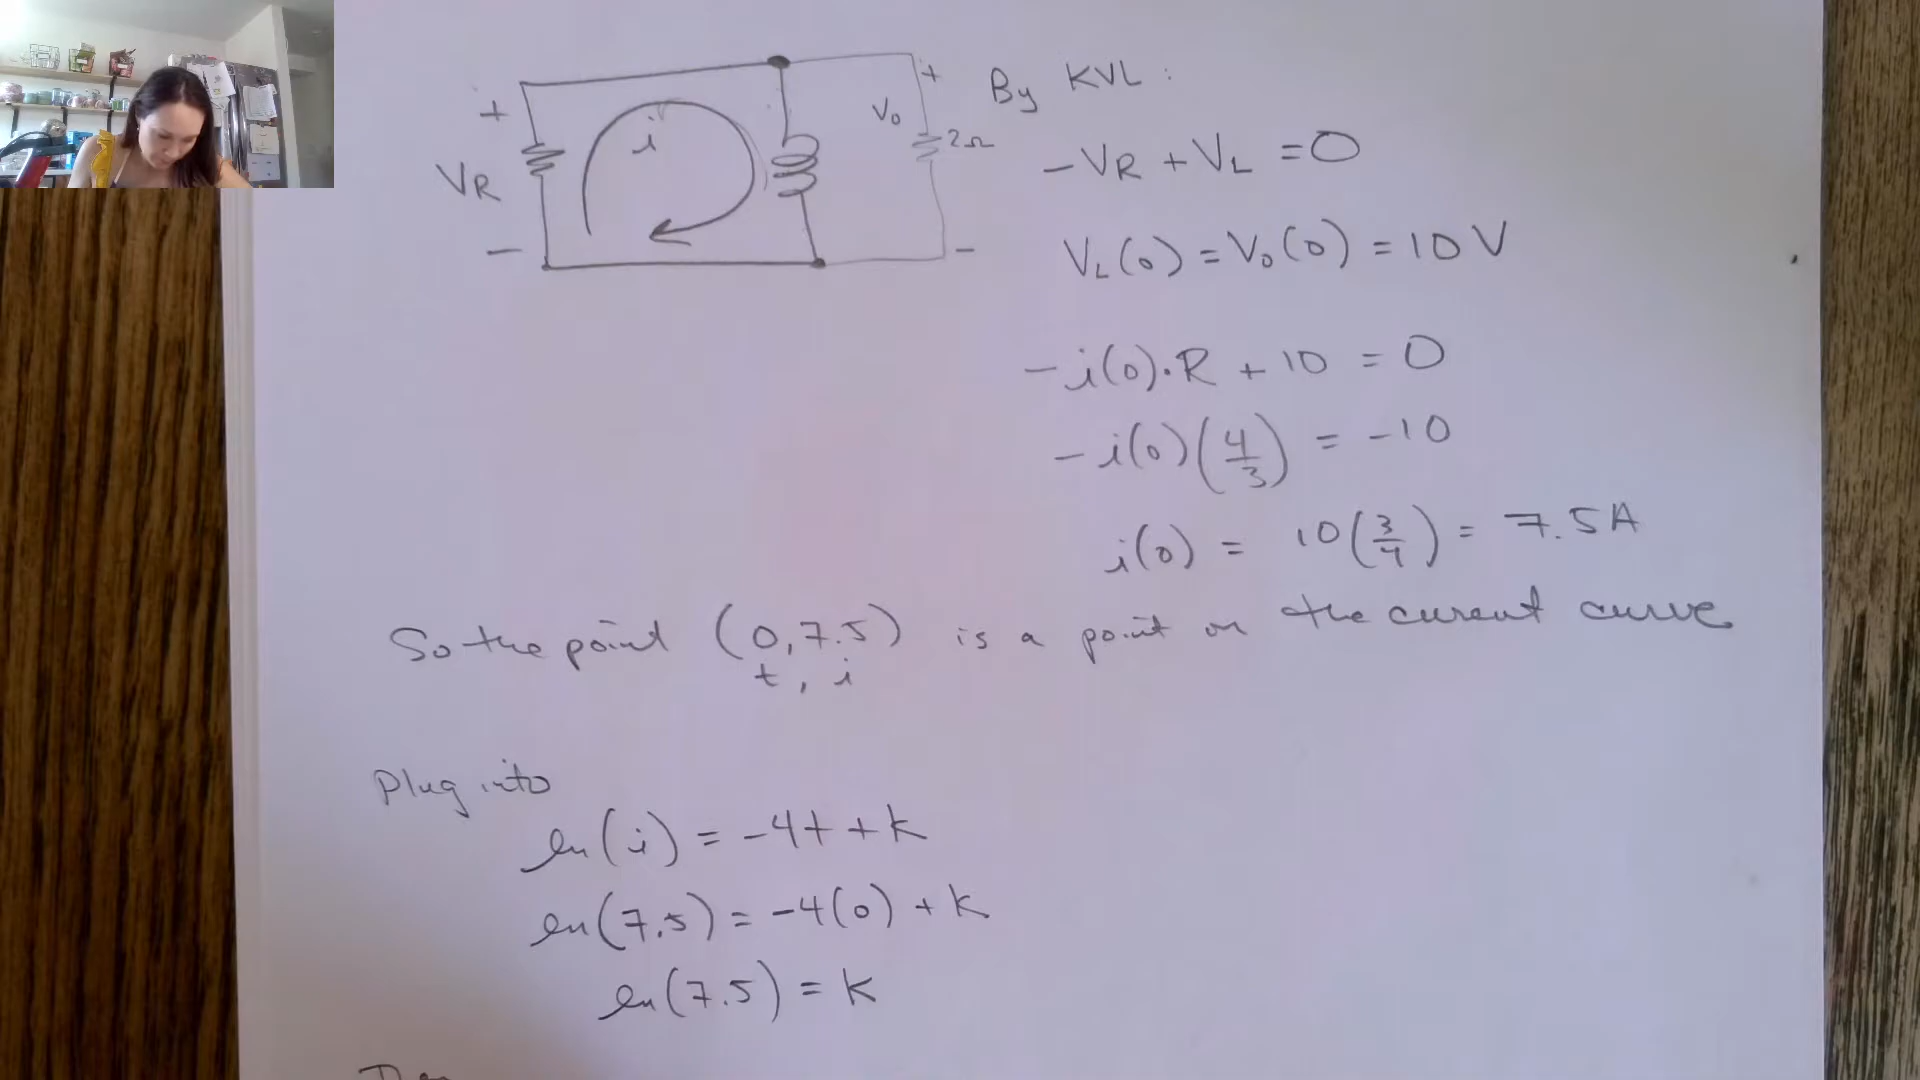 By KVL :
+ + i V₀ 2Ω
VR
- -
-VR + VL = 0
VL(0) = V₀(0) = 10 V
-i(0)·R + 10 = 0
-i(0)(4/3) = -10
i(0) = 10(3/4) = 7.5A
So the point (0, 7.5) is a point on the current curve
t, i
Plug into
ln(i) = -4t + k
ln(7.5) = -4(0) + k
ln(7.5) = k